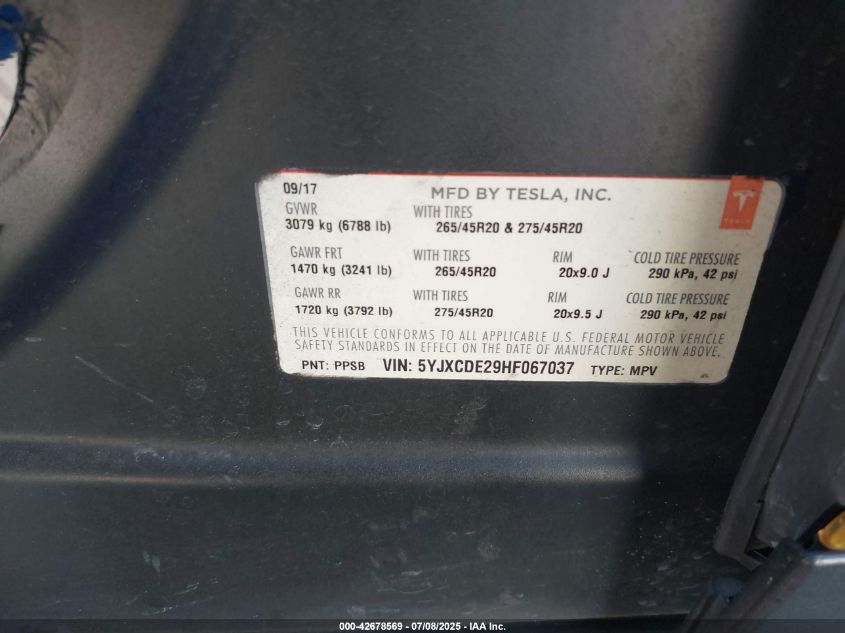 09/17 MFD BY TESLA, INC.
GVWR WITH TIRES
3079 kg (6788 lb) 265/45R20 & 275/45R20
GAWR FRT WITH TIRES RIM COLD TIRE PRESSURE
1470 kg (3241 lb) 265/45R20 20x9.0 J 290 kPa, 42 psi
GAWR RR WITH TIRES RIM COLD TIRE PRESSURE
1720 kg (3792 lb) 275/45R20 20x9.5 J 290 kPa, 42 psi
THIS VEHICLE CONFORMS TO ALL APPLICABLE U.S. FEDERAL MOTOR VEHICLE
SAFETY STANDARDS IN EFFECT ON THE DATE OF MANUFACTURE SHOWN ABOVE.
PNT: PPSB VIN: 5YJXCDE29HF067037 TYPE: MPV
000-42678569 - 07/08/2025 - IAA Inc.